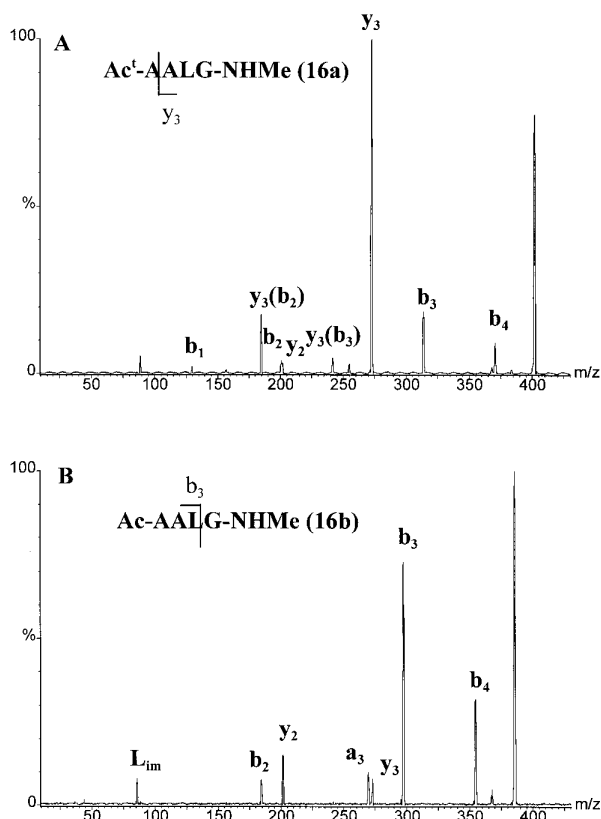 100
A
Acᵗ-AALG-NHMe (16a)
y₃
y₃
%
y₃(b₂)
b₁
b₂
y₂
y₃(b₃)
b₃
b₄
0
50 100 150 200 250 300 350 400 m/z
100
B
b₃
Ac-AALG-NHMe (16b)
b₃
%
b₄
y₂
Lᵢₘ
b₂
a₃
y₃
0
50 100 150 200 250 300 350 400 m/z